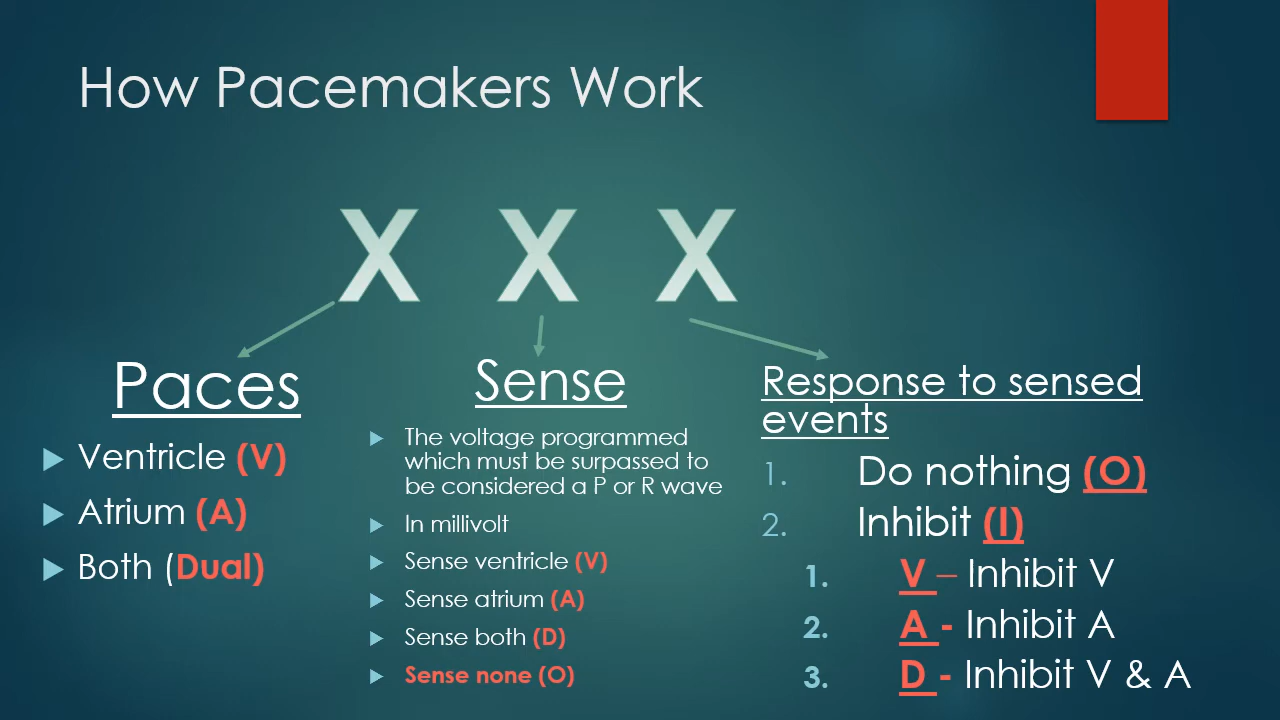 How Pacemakers Work
X X X
Paces
Ventricle (V)
Atrium (A)
Both (Dual)
Sense
The voltage programmed
which must be surpassed to
be considered a P or R wave
In millivolt
Sense ventricle (V)
Sense atrium (A)
Sense both (D)
Sense none (O)
Response to sensed
events
1. Do nothing (O)
2. Inhibit (I)
1. V – Inhibit V
2. A - Inhibit A
3. D - Inhibit V & A